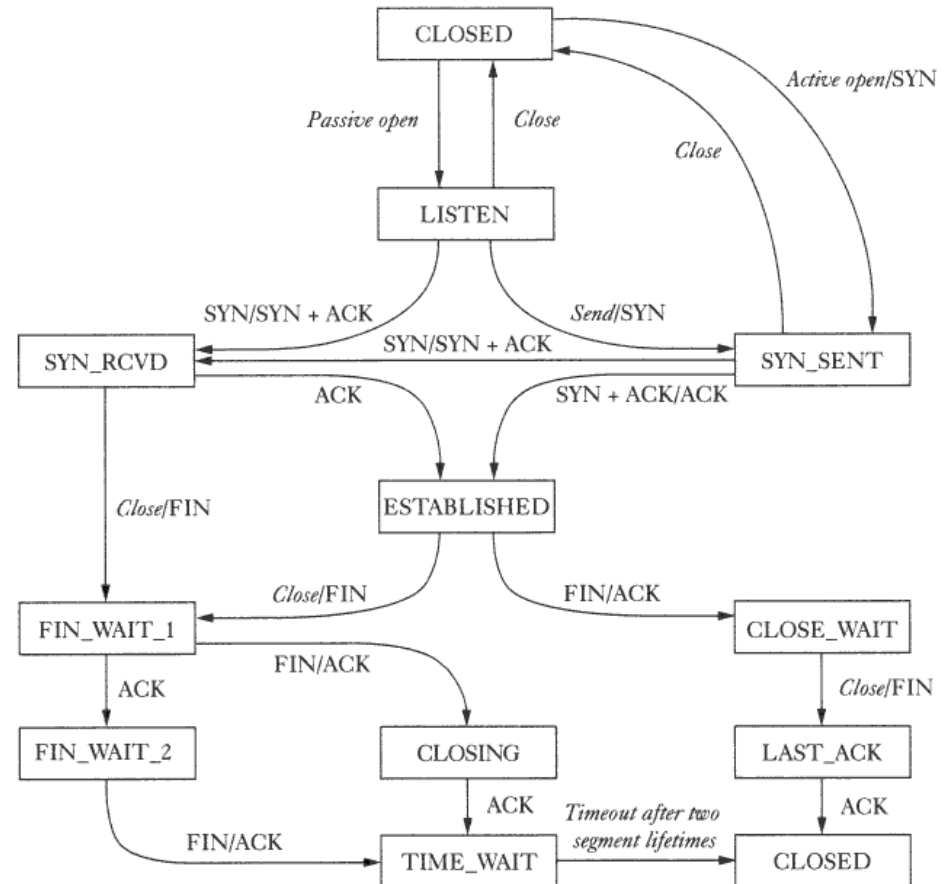 CLOSED
Active open/SYN
Passive open
Close
Close
LISTEN
SYN/SYN + ACK
Send/SYN
SYN/SYN + ACK
SYN_RCVD
SYN_SENT
ACK
SYN + ACK/ACK
ESTABLISHED
Close/FIN
Close/FIN
FIN/ACK
FIN_WAIT_1
CLOSE_WAIT
FIN/ACK
ACK
Close/FIN
FIN_WAIT_2
CLOSING
LAST_ACK
ACK
Timeout after two
segment lifetimes
ACK
FIN/ACK
TIME_WAIT
CLOSED